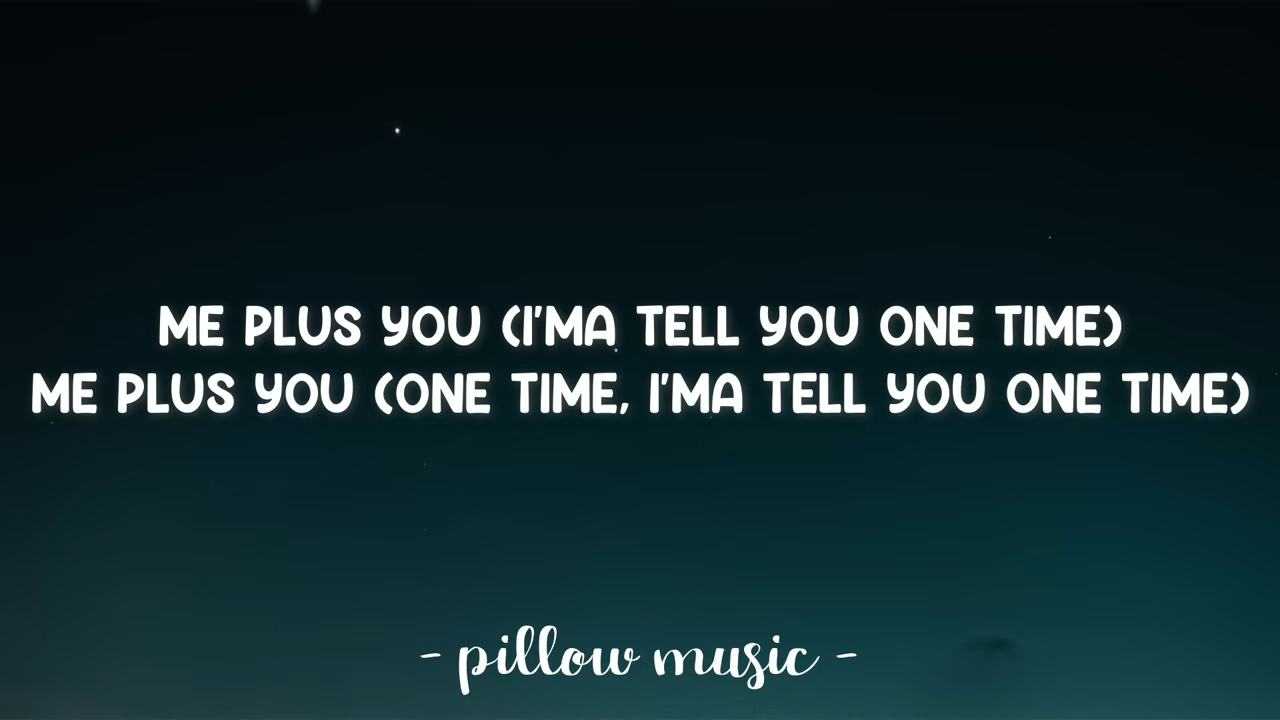 ME PLUS YOU (I'MA TELL YOU ONE TIME)
ME PLUS YOU (ONE TIME, I'MA TELL YOU ONE TIME)
- pillow music -